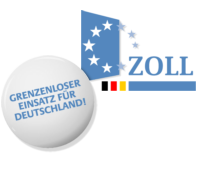 ZOLL
GRENZENLOSER
EINSATZ FÜR
DEUTSCHLAND!